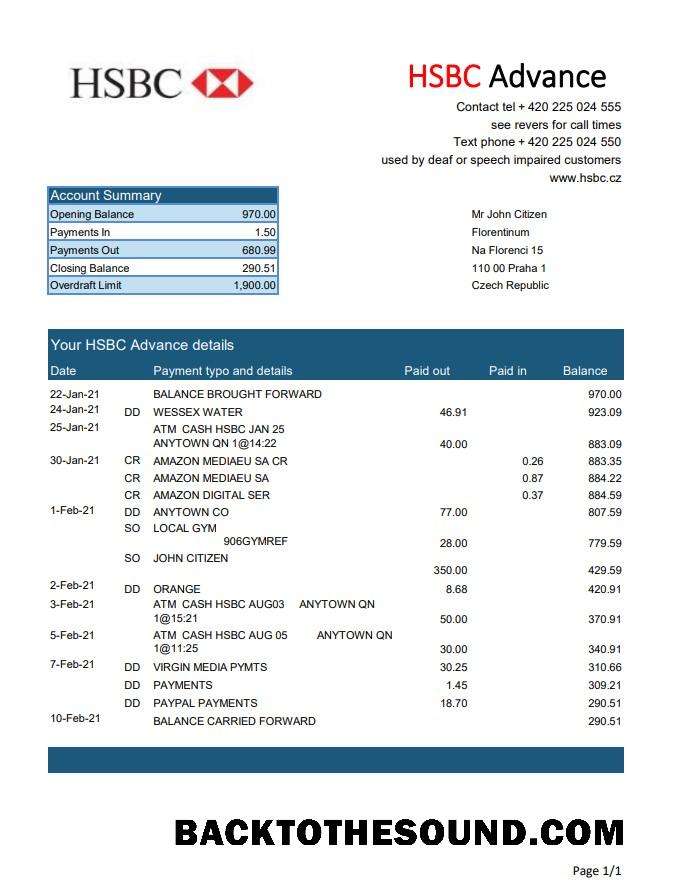 HSBC
HSBC Advance
Contact tel + 420 225 024 555
see revers for call times
Text phone + 420 225 024 550
used by deaf or speech impaired customers
www.hsbc.cz
Account Summary
Opening Balance 970.00
Payments In 1.50
Payments Out 680.99
Closing Balance 290.51
Overdraft Limit 1,900.00
Mr John Citizen
Florentinum
Na Florenci 15
110 00 Praha 1
Czech Republic
Your HSBC Advance details
Date Payment typo and details Paid out Paid in Balance
22-Jan-21 BALANCE BROUGHT FORWARD 970.00
24-Jan-21 DD WESSEX WATER 46.91 923.09
25-Jan-21 ATM CASH HSBC JAN 25
ANYTOWN QN 1@14:22 40.00 883.09
30-Jan-21 CR AMAZON MEDIAEU SA CR 0.26 883.35
CR AMAZON MEDIAEU SA 0.87 884.22
CR AMAZON DIGITAL SER 0.37 884.59
1-Feb-21 DD ANYTOWN CO 77.00 807.59
SO LOCAL GYM
906GYMREF 28.00 779.59
SO JOHN CITIZEN
350.00 429.59
2-Feb-21 DD ORANGE 8.68 420.91
3-Feb-21 ATM CASH HSBC AUG03 ANYTOWN QN
1@15:21 50.00 370.91
5-Feb-21 ATM CASH HSBC AUG 05 ANYTOWN QN
1@11:25 30.00 340.91
7-Feb-21 DD VIRGIN MEDIA PYMTS 30.25 310.66
DD PAYMENTS 1.45 309.21
DD PAYPAL PAYMENTS 18.70 290.51
10-Feb-21 BALANCE CARRIED FORWARD 290.51
BACKTOTHESOUND.COM
Page 1/1